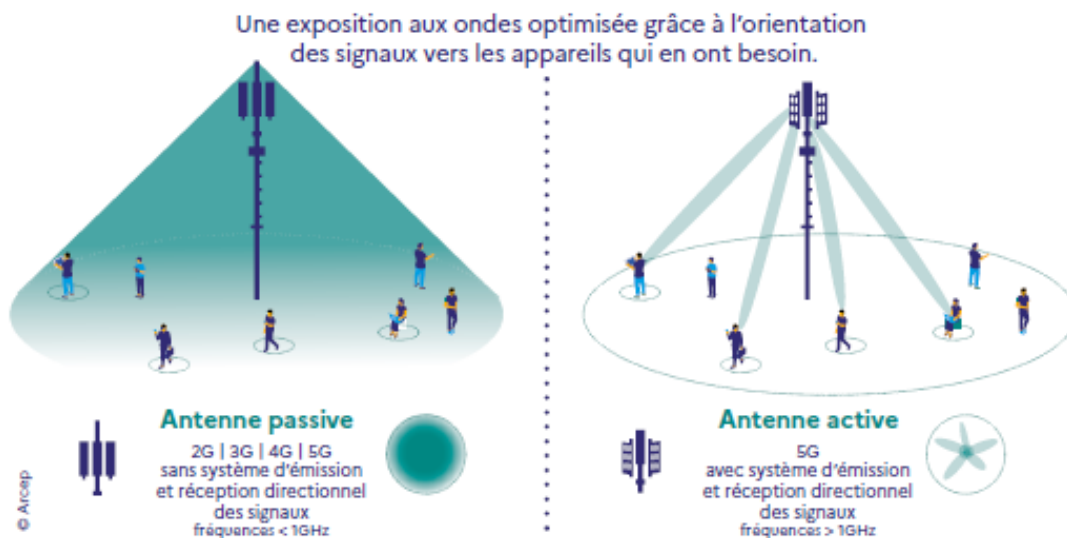 Une exposition aux ondes optimisée grâce à l'orientation
des signaux vers les appareils qui en ont besoin.
Antenne passive
2G | 3G | 4G | 5G
sans système d'émission
et réception directionnel
des signaux
fréquences < 1GHz
Antenne active
5G
avec système d'émission
et réception directionnel
des signaux
fréquences > 1GHz
© Arcep